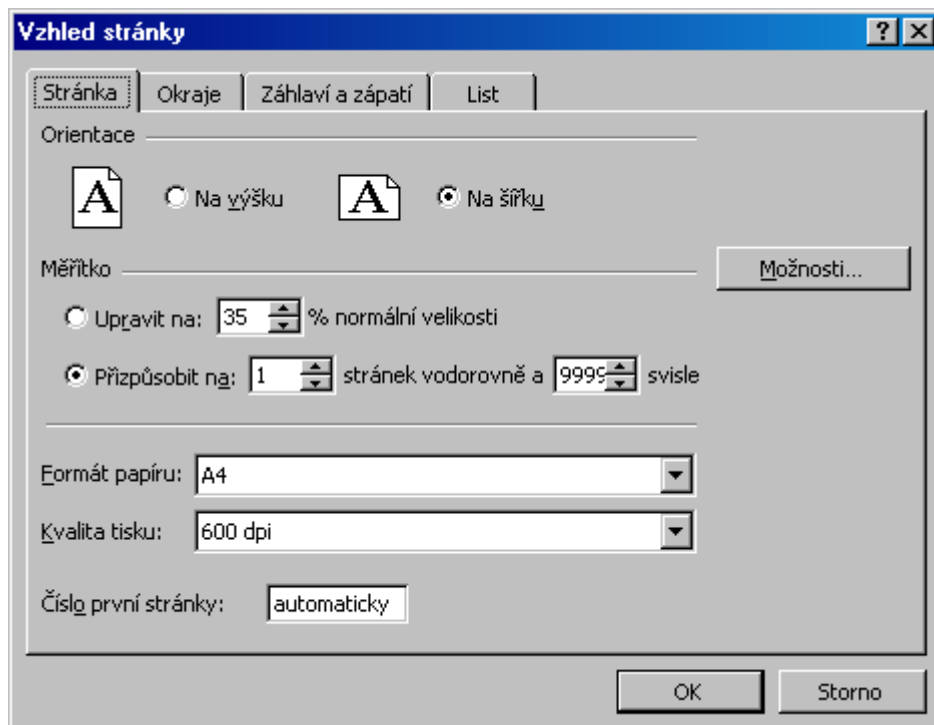 Vzhled stránky
Stránka Okraje Záhlaví a zápatí List
Orientace
A Na výšku A Na šířku
Měřítko Možnosti...
Upravit na: 35 % normální velikosti
Přizpůsobit na: 1 stránek vodorovně a 9999 svisle
Formát papíru: A4
Kvalita tisku: 600 dpi
Číslo první stránky: automaticky
OK Storno